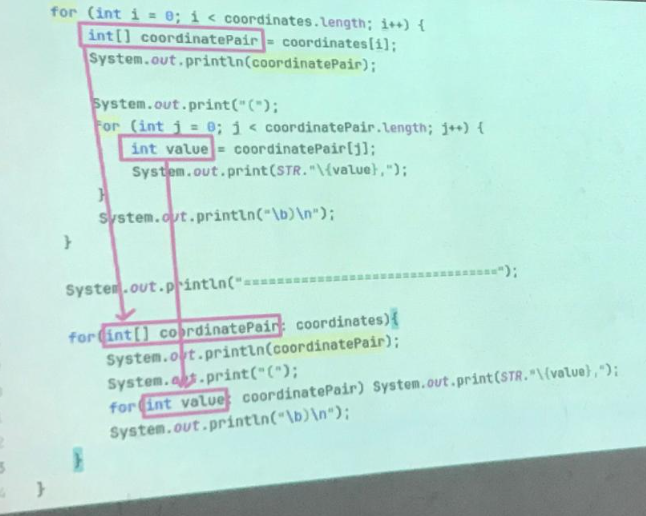 for (int i = 0; i < coordinates.length; i++) {
int[] coordinatePair = coordinates[i];
System.out.println(coordinatePair);
System.out.print("(");
for (int j = 0; j < coordinatePair.length; j++) {
int value = coordinatePair[j];
System.out.print(STR."\{value},");
}
System.out.println("\b)\n");
}
System.out.println("===============================");
for(int[] coordinatePair: coordinates){
System.out.println(coordinatePair);
System.out.print("(");
for(int value: coordinatePair) System.out.print(STR."\{value},");
System.out.println("\b)\n");
}
}